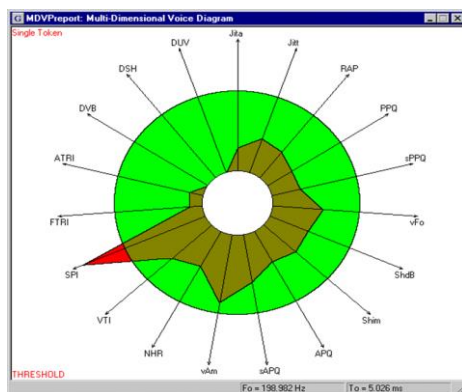 MDVPreport: Multi-Dimensional Voice Diagram
Single Token
Jita
DUV
Jitt
DSH
RAP
DVB
PPQ
ATRI
sPPQ
FTRI
vFo
SPI
ShdB
VTI
Shim
NHR
APQ
vAm
sAPQ
THRESHOLD
Fo = 198.982 Hz
To = 5.026 ms